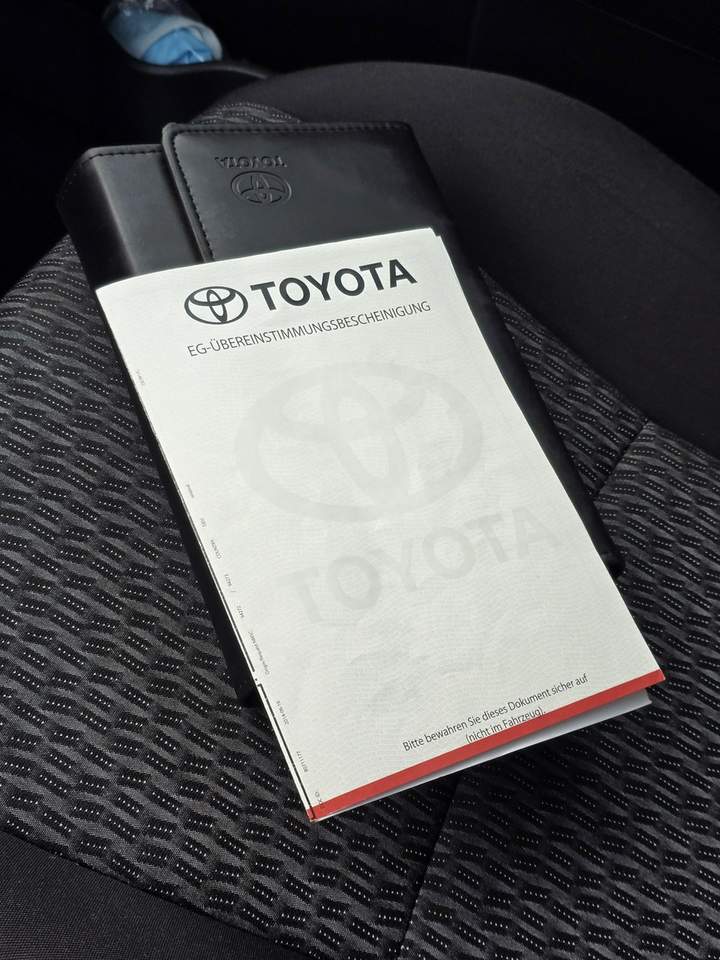 TOYOTA
TOYOTA
EG-ÜBEREINSTIMMUNGSBESCHEINIGUNG
TOYOTA
Bitte bewahren Sie dieses Dokument sicher auf
(nicht im Fahrzeug).